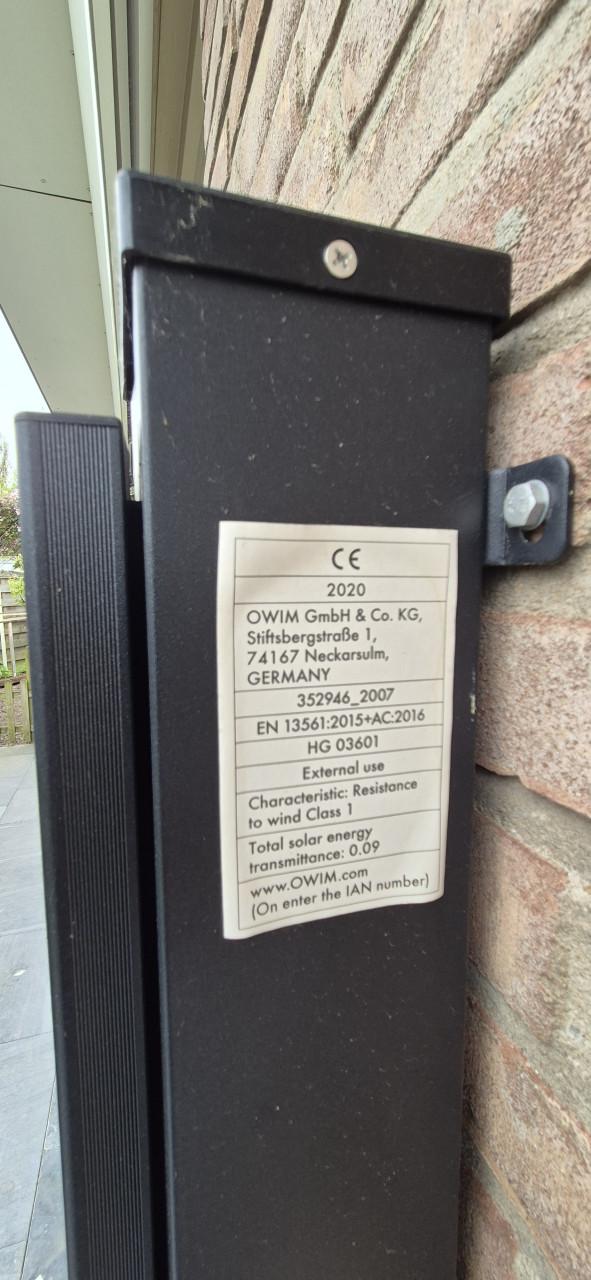 CE
2020
OWIM GmbH & Co. KG,
Stiftsbergstraße 1,
74167 Neckarsulm,
GERMANY
352946_2007
EN 13561:2015+AC:2016
HG 03601
External use
Characteristic: Resistance
to wind Class 1
Total solar energy
transmittance: 0.09
www.OWIM.com
(On enter the IAN number)